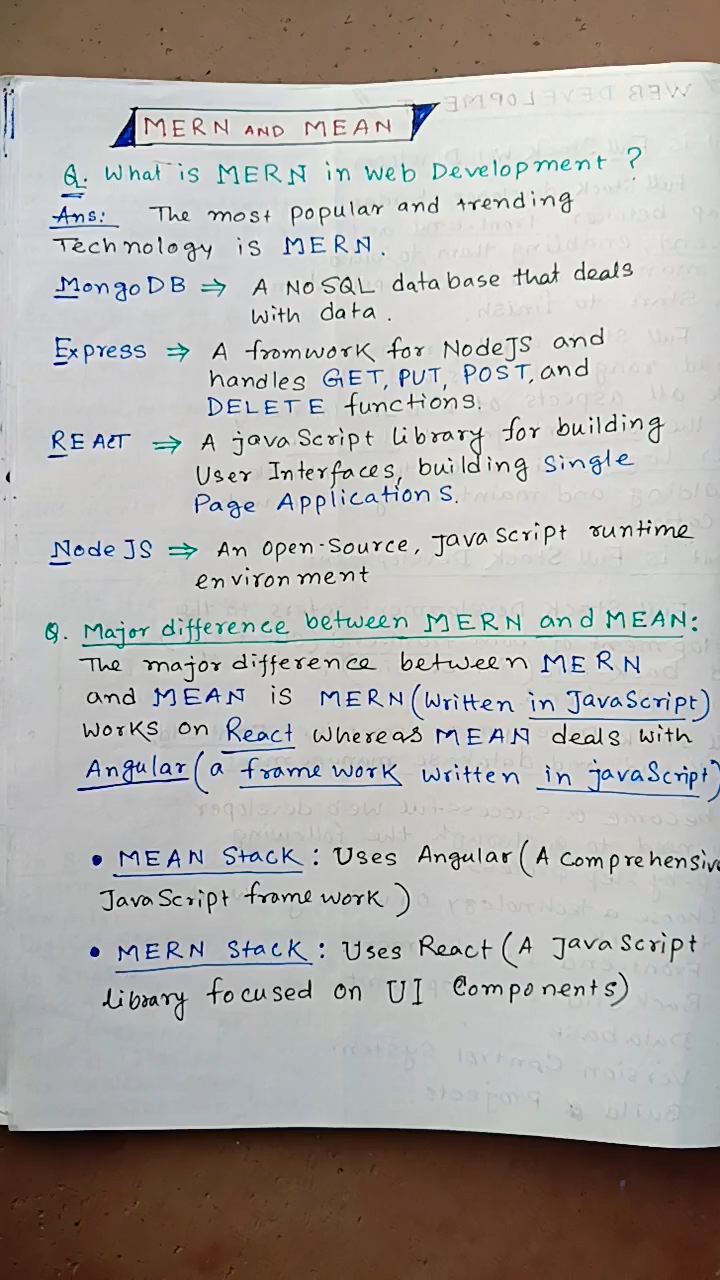 MERN AND MEAN
Q. What is MERN in Web Development ?
Ans: The most popular and trending
Technology is MERN.
MongoDB ⇒ A NoSQL database that deals
with data.
Express ⇒ A fromwork for NodeJS and
handles GET, PUT, POST, and
DELETE functions.
REACT ⇒ A javaScript library for building
User Interfaces, building Single
Page Applications.
Node JS ⇒ An open-source, JavaScript runtime
environment
Q. Major difference between MERN and MEAN:
The major difference between MERN
and MEAN is MERN (Written in JavaScript)
Works on React whereas MEAN deals with
Angular (a framework written in javaScript)
• MEAN Stack : Uses Angular (A Comprehensive
JavaScript framework)
• MERN Stack : Uses React (A JavaScript
library focused on UI Components)